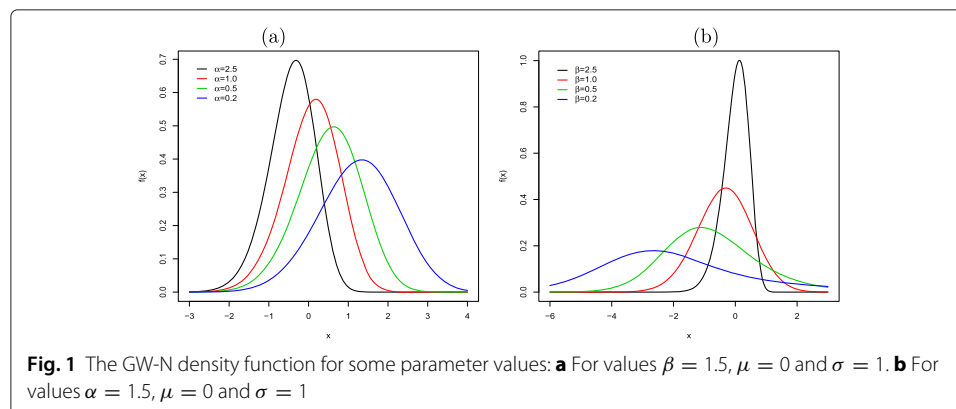 (a)
(b)
α=2.5
α=1.0
α=0.5
α=0.2
f(x)
0.0 0.1 0.2 0.3 0.4 0.5 0.6 0.7
−3 −2 −1 0 1 2 3 4
x
β=2.5
β=1.0
β=0.5
β=0.2
f(x)
0.0 0.2 0.4 0.6 0.8 1.0
−6 −4 −2 0 2
x
Fig. 1 The GW-N density function for some parameter values: a For values β = 1.5, μ = 0 and σ = 1. b For
values α = 1.5, μ = 0 and σ = 1